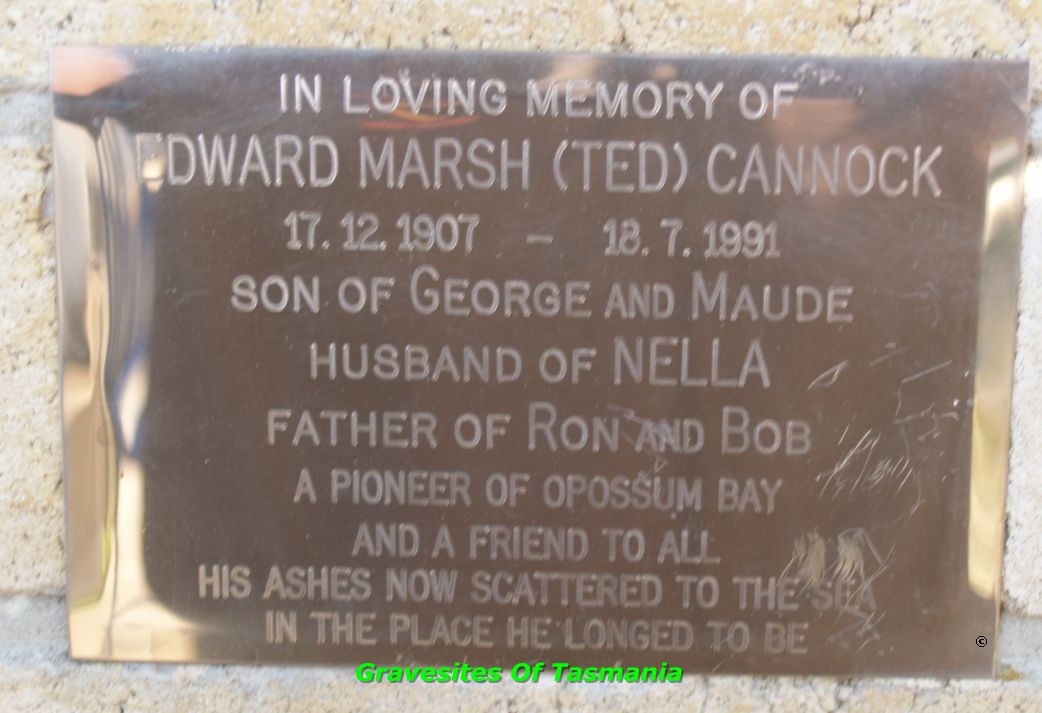 IN LOVING MEMORY OF
EDWARD MARSH (TED) CANNOCK
17.12.1907 – 18.7.1991
SON OF GEORGE AND MAUDE
HUSBAND OF NELLA
FATHER OF RON AND BOB
A PIONEER OF OPOSSUM BAY
AND A FRIEND TO ALL
HIS ASHES NOW SCATTERED TO THE SEA
IN THE PLACE HE LONGED TO BE
©
Gravesites Of Tasmania